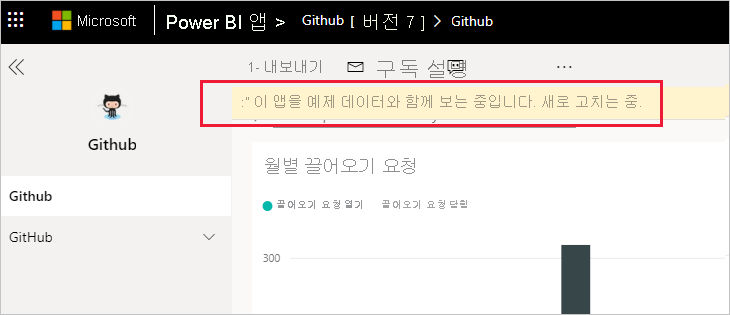 Microsoft Power BI 앱 > Github [ 버전 7 ] > Github
1- 내보내기 구독 설명 ...
:" 이 앱을 예제 데이터와 함께 보는 중입니다. 새로 고치는 중.
Github
Github
GitHub
월별 끌어오기 요청
끌어오기 요청 열기 끌어오기 요청 닫힘
300